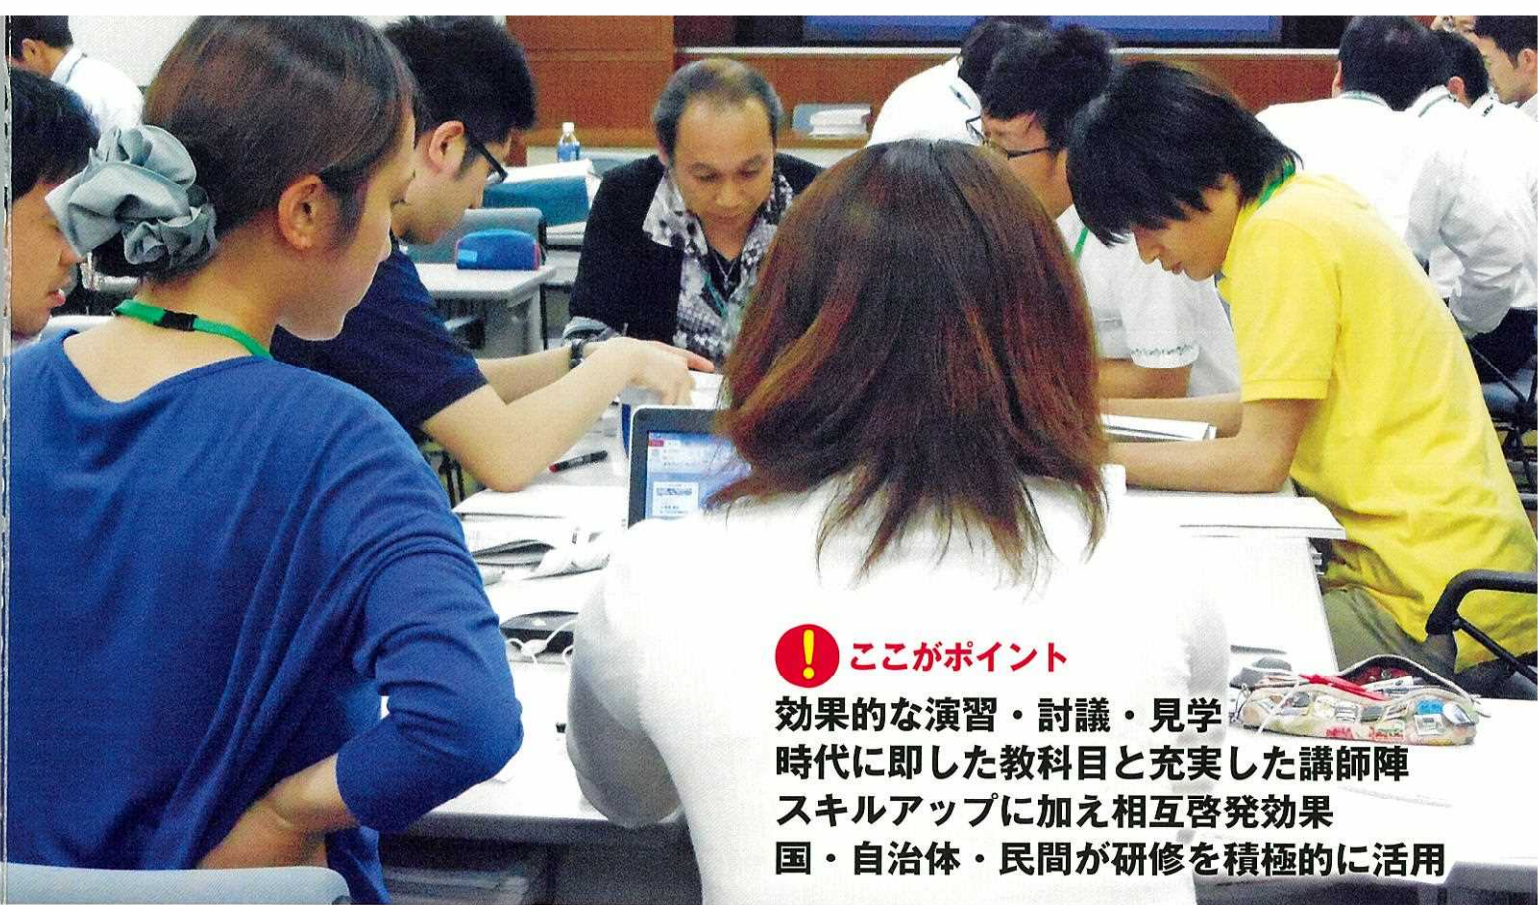 ここがポイント
効果的な演習・討議・見学
時代に即した教科目と充実した講師陣
スキルアップに加え相互啓発効果
国・自治体・民間が研修を積極的に活用